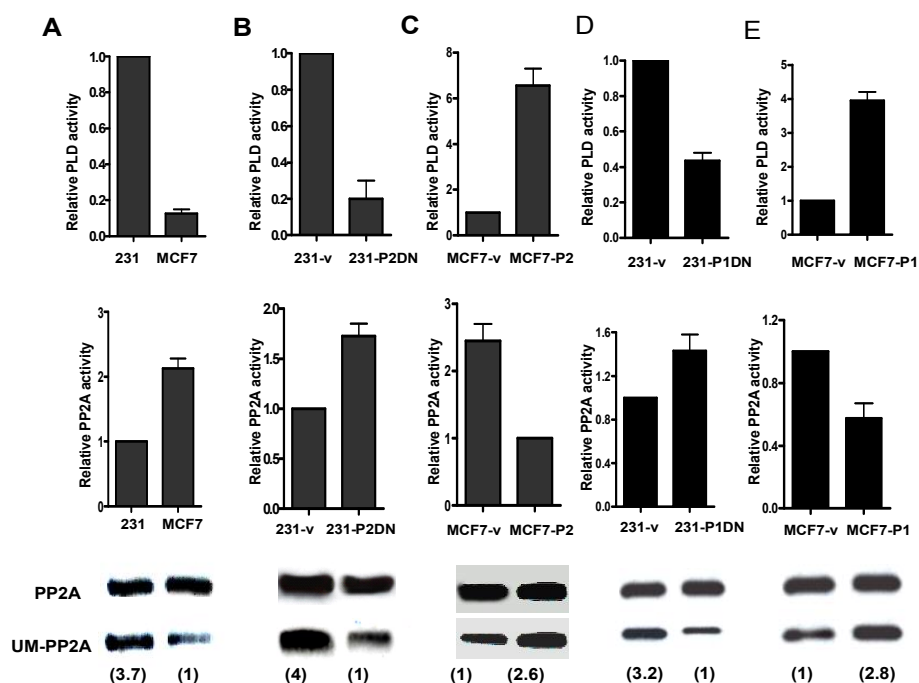 A
B
C
D
E
Relative PLD activity
1.0
0.8
0.6
0.4
0.2
0.0
231 MCF7
Relative PLD activity
1.0
0.8
0.6
0.4
0.2
0.0
231-v 231-P2DN
Relative PLD activity
8
6
4
2
0
MCF7-v MCF7-P2
Relative PLD activity
1.0
0.8
0.6
0.4
0.2
0.0
231-v 231-P1DN
Relative PLD activity
5
4
3
2
1
0
MCF7-v MCF7-P1
Relative PP2A activity
3
2
1
0
231 MCF7
Relative PP2A activity
2.0
1.5
1.0
0.5
0.0
231-v 231-P2DN
Relative PP2A activity
3
2
1
0
MCF7-v MCF7-P2
Relative PP2A activity
1.6
1.2
0.8
0.4
0.0
231-v 231-P1DN
Relative PP2A activity
1.2
0.8
0.4
0.0
MCF7-v MCF7-P1
PP2A
UM-PP2A
(3.7) (1) (4) (1) (1) (2.6) (3.2) (1) (1) (2.8)